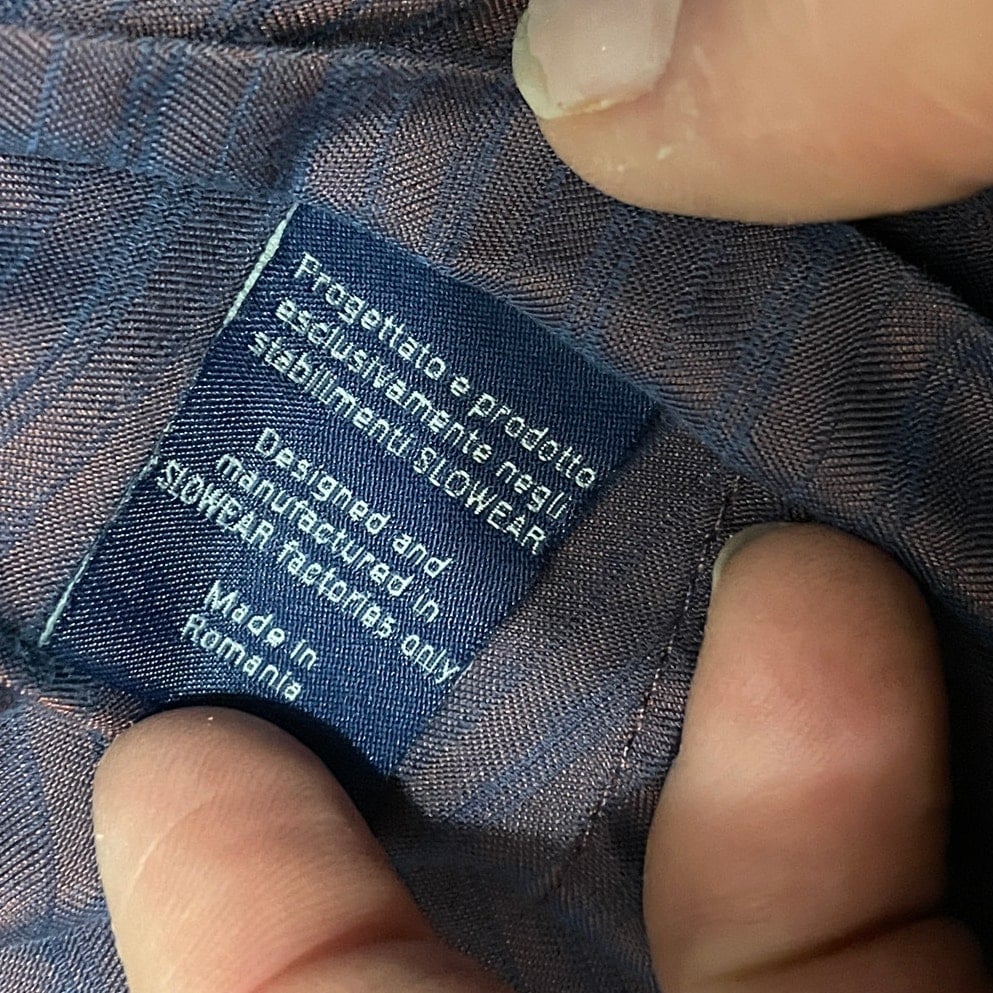 Progettato e prodotto
esclusivamente negli
stabilimenti SLOWEAR
Designed and
manufactured in
SLOWEAR factories only
Made in
Romania